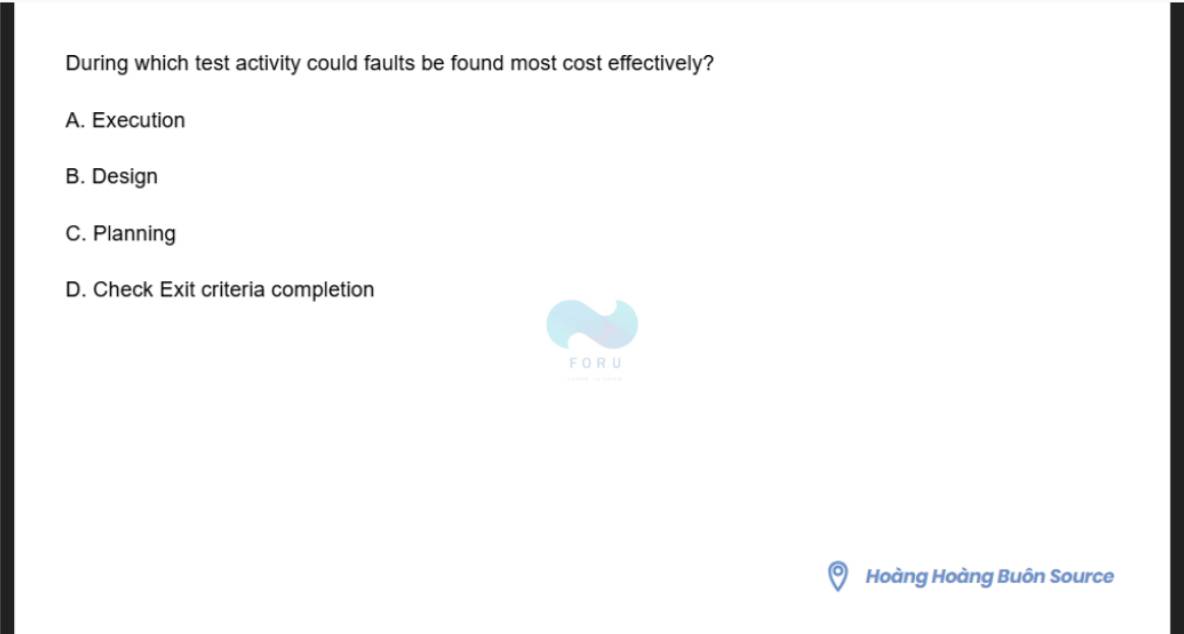 During which test activity could faults be found most cost effectively?
A. Execution
B. Design
C. Planning
D. Check Exit criteria completion
FORU
Hoàng Hoàng Buôn Source